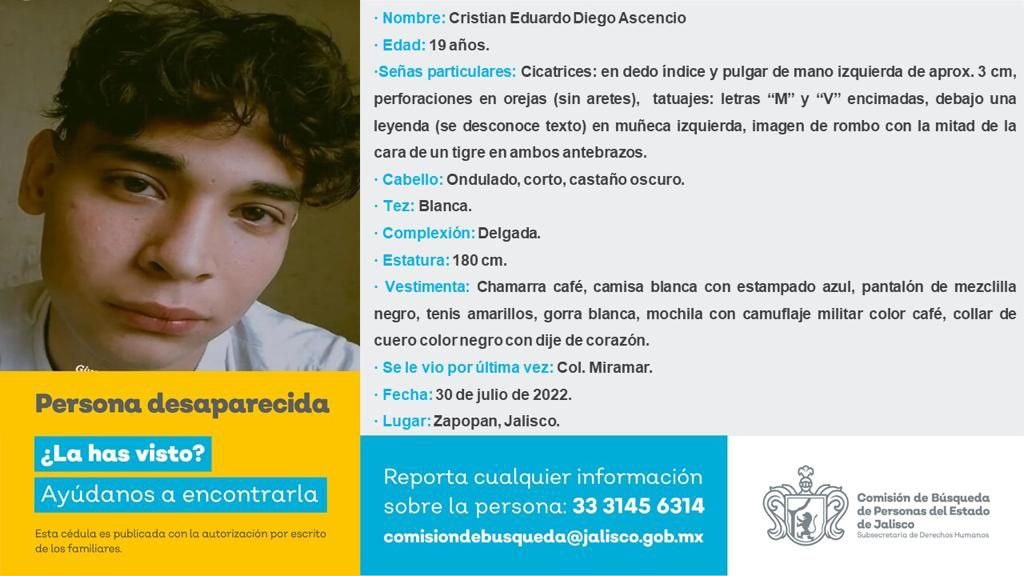 · Nombre: Cristian Eduardo Diego Ascencio
· Edad: 19 años.
·Señas particulares: Cicatrices: en dedo índice y pulgar de mano izquierda de aprox. 3 cm,
perforaciones en orejas (sin aretes), tatuajes: letras “M” y “V” encimadas, debajo una
leyenda (se desconoce texto) en muñeca izquierda, imagen de rombo con la mitad de la
cara de un tigre en ambos antebrazos.
· Cabello: Ondulado, corto, castaño oscuro.
· Tez: Blanca.
· Complexión: Delgada.
· Estatura: 180 cm.
· Vestimenta: Chamarra café, camisa blanca con estampado azul, pantalón de mezclilla
negro, tenis amarillos, gorra blanca, mochila con camuflaje militar color café, collar de
cuero color negro con dije de corazón.
· Se le vio por última vez: Col. Miramar.
· Fecha: 30 de julio de 2022.
· Lugar: Zapopan, Jalisco.
Persona desaparecida
¿La has visto?
Ayúdanos a encontrarla
Esta cédula es publicada con la autorización por escrito
de los familiares.
Reporta cualquier información
sobre la persona: 33 3145 6314
comisiondebusqueda@jalisco.gob.mx
Comisión de Búsqueda
de Personas del Estado
de Jalisco
Subsecretaría de Derechos Humanos